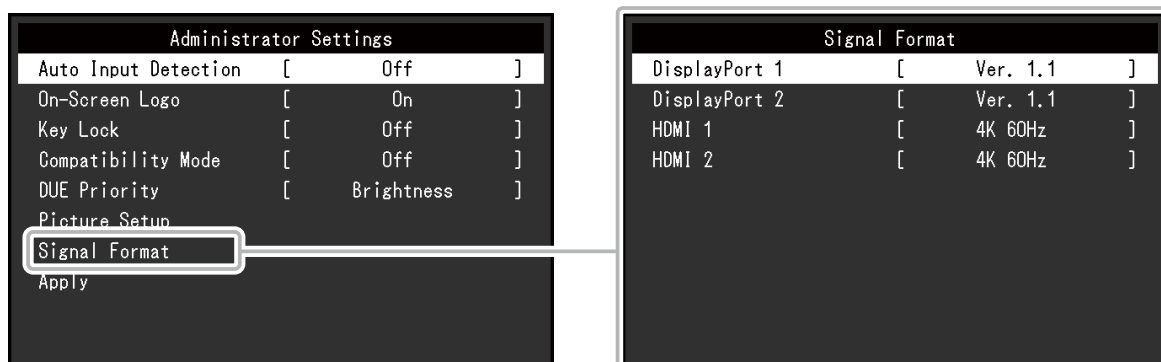 Administrator Settings
Auto Input Detection [ Off ]
On-Screen Logo [ On ]
Key Lock [ Off ]
Compatibility Mode [ Off ]
DUE Priority [ Brightness ]
Picture Setup
Signal Format
Apply
Signal Format
DisplayPort 1 [ Ver. 1.1 ]
DisplayPort 2 [ Ver. 1.1 ]
HDMI 1 [ 4K 60Hz ]
HDMI 2 [ 4K 60Hz ]